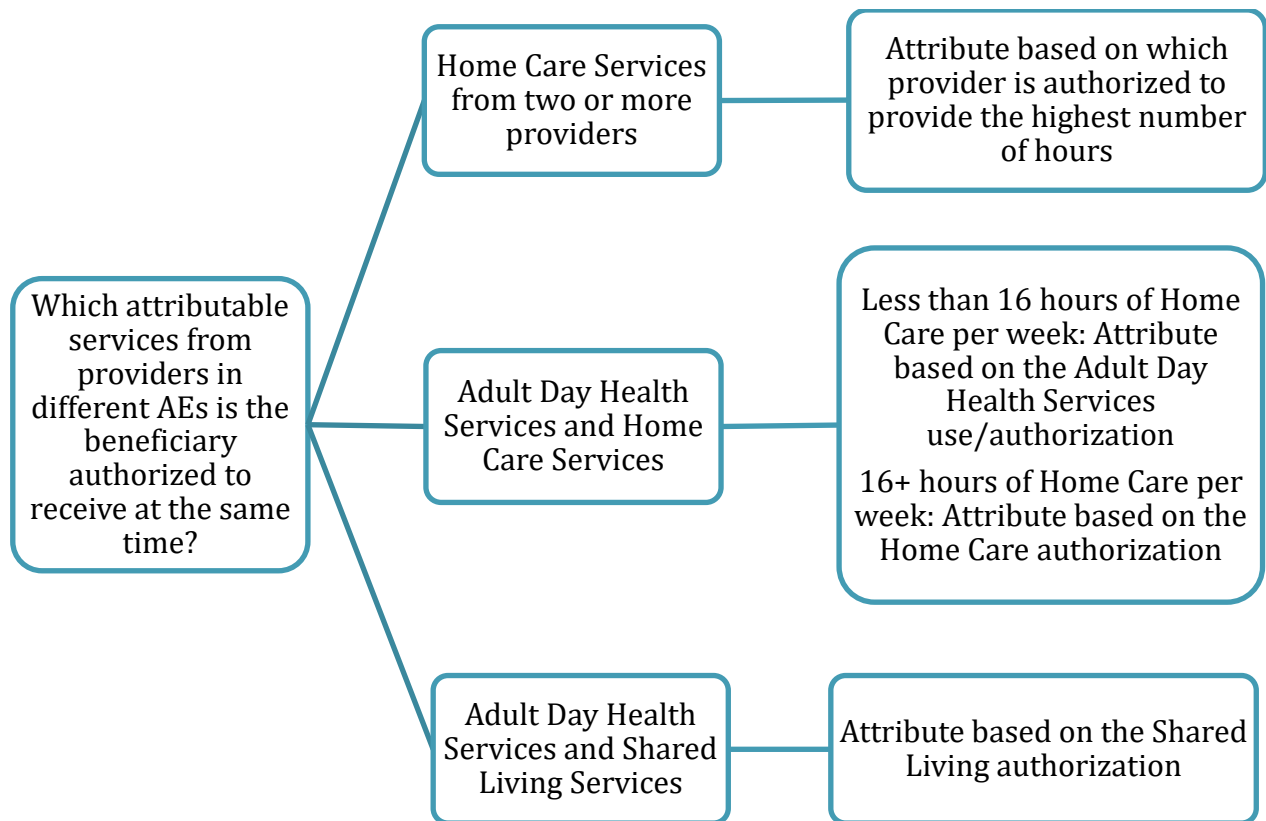 Which attributable
services from
providers in
different AEs is the
beneficiary
authorized to
receive at the same
time?
Home Care Services
from two or more
providers
Attribute based on which
provider is authorized to
provide the highest number
of hours
Adult Day Health
Services and Home
Care Services
Less than 16 hours of Home
Care per week: Attribute
based on the Adult Day
Health Services
use/authorization
16+ hours of Home Care per
week: Attribute based on the
Home Care authorization
Adult Day Health
Services and Shared
Living Services
Attribute based on the Shared
Living authorization